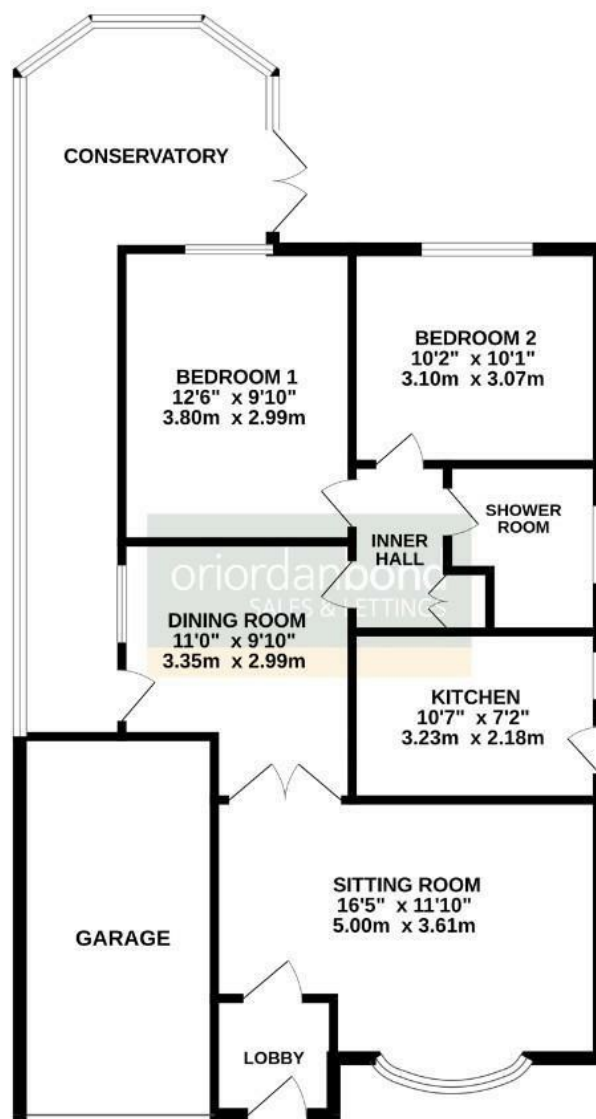 CONSERVATORY
BEDROOM 1
12'6" x 9'10"
3.80m x 2.99m
BEDROOM 2
10'2" x 10'1"
3.10m x 3.07m
SHOWER
ROOM
INNER
HALL
oriordanbond
SALES & LETTINGS
DINING ROOM
11'0" x 9'10"
3.35m x 2.99m
KITCHEN
10'7" x 7'2"
3.23m x 2.18m
SITTING ROOM
16'5" x 11'10"
5.00m x 3.61m
GARAGE
LOBBY